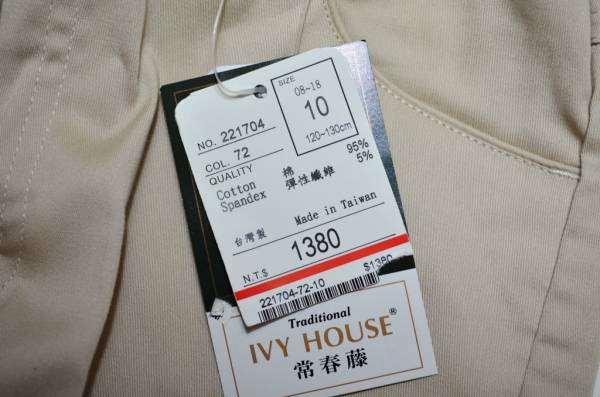 SIZE
08~18
10
120~130cm
NO. 221704
COL. 72
QUALITY
Cotton 棉 95%
Spandex 彈性纖維 5%
台灣製 Made in Taiwan
N.T.$ 1380
$1380
221704-72-10
Traditional
IVY HOUSE®
常春藤